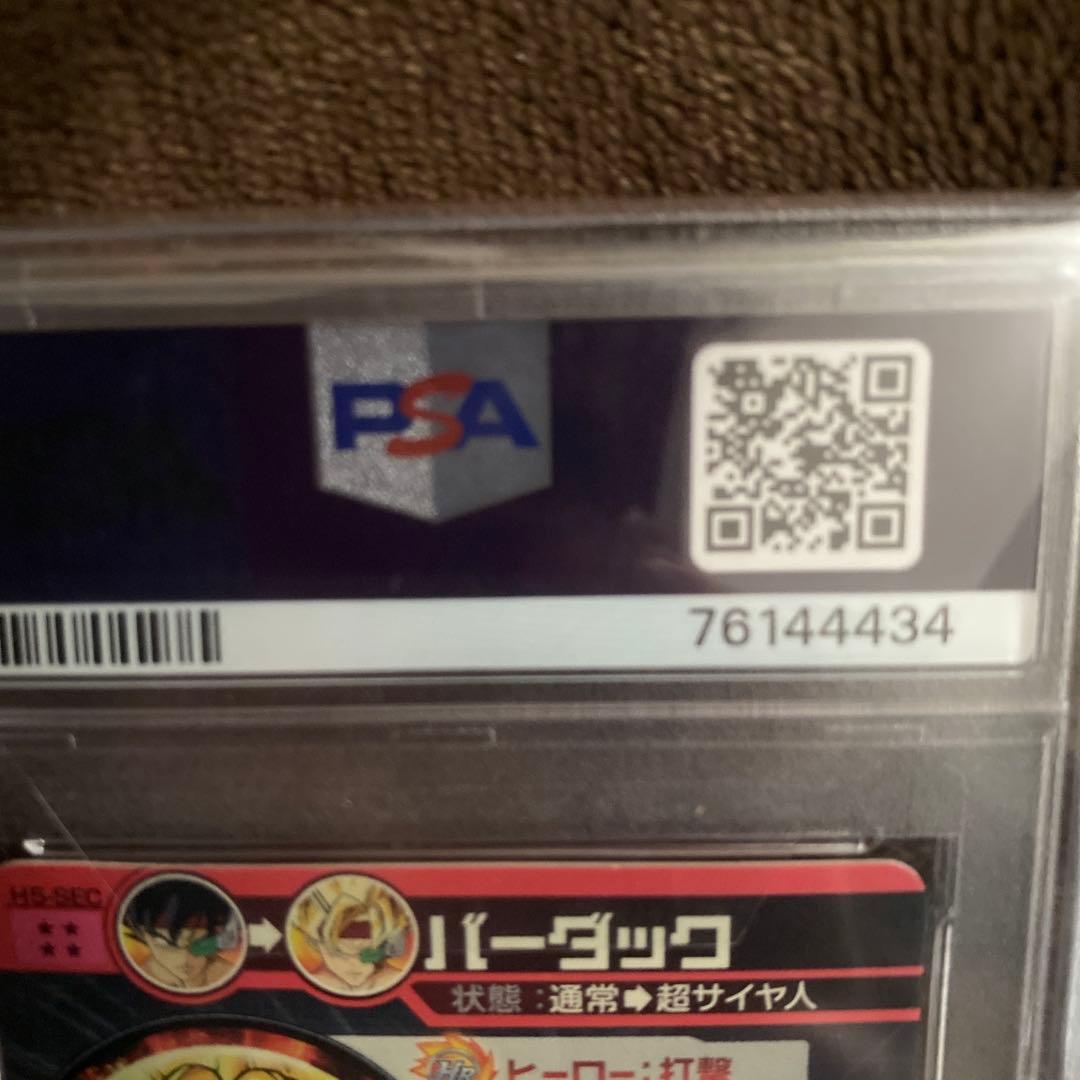 PSA
76144434
H5-SEC
バーダック
状態：通常➡超サイヤ人
HR ヒーロー：打撃